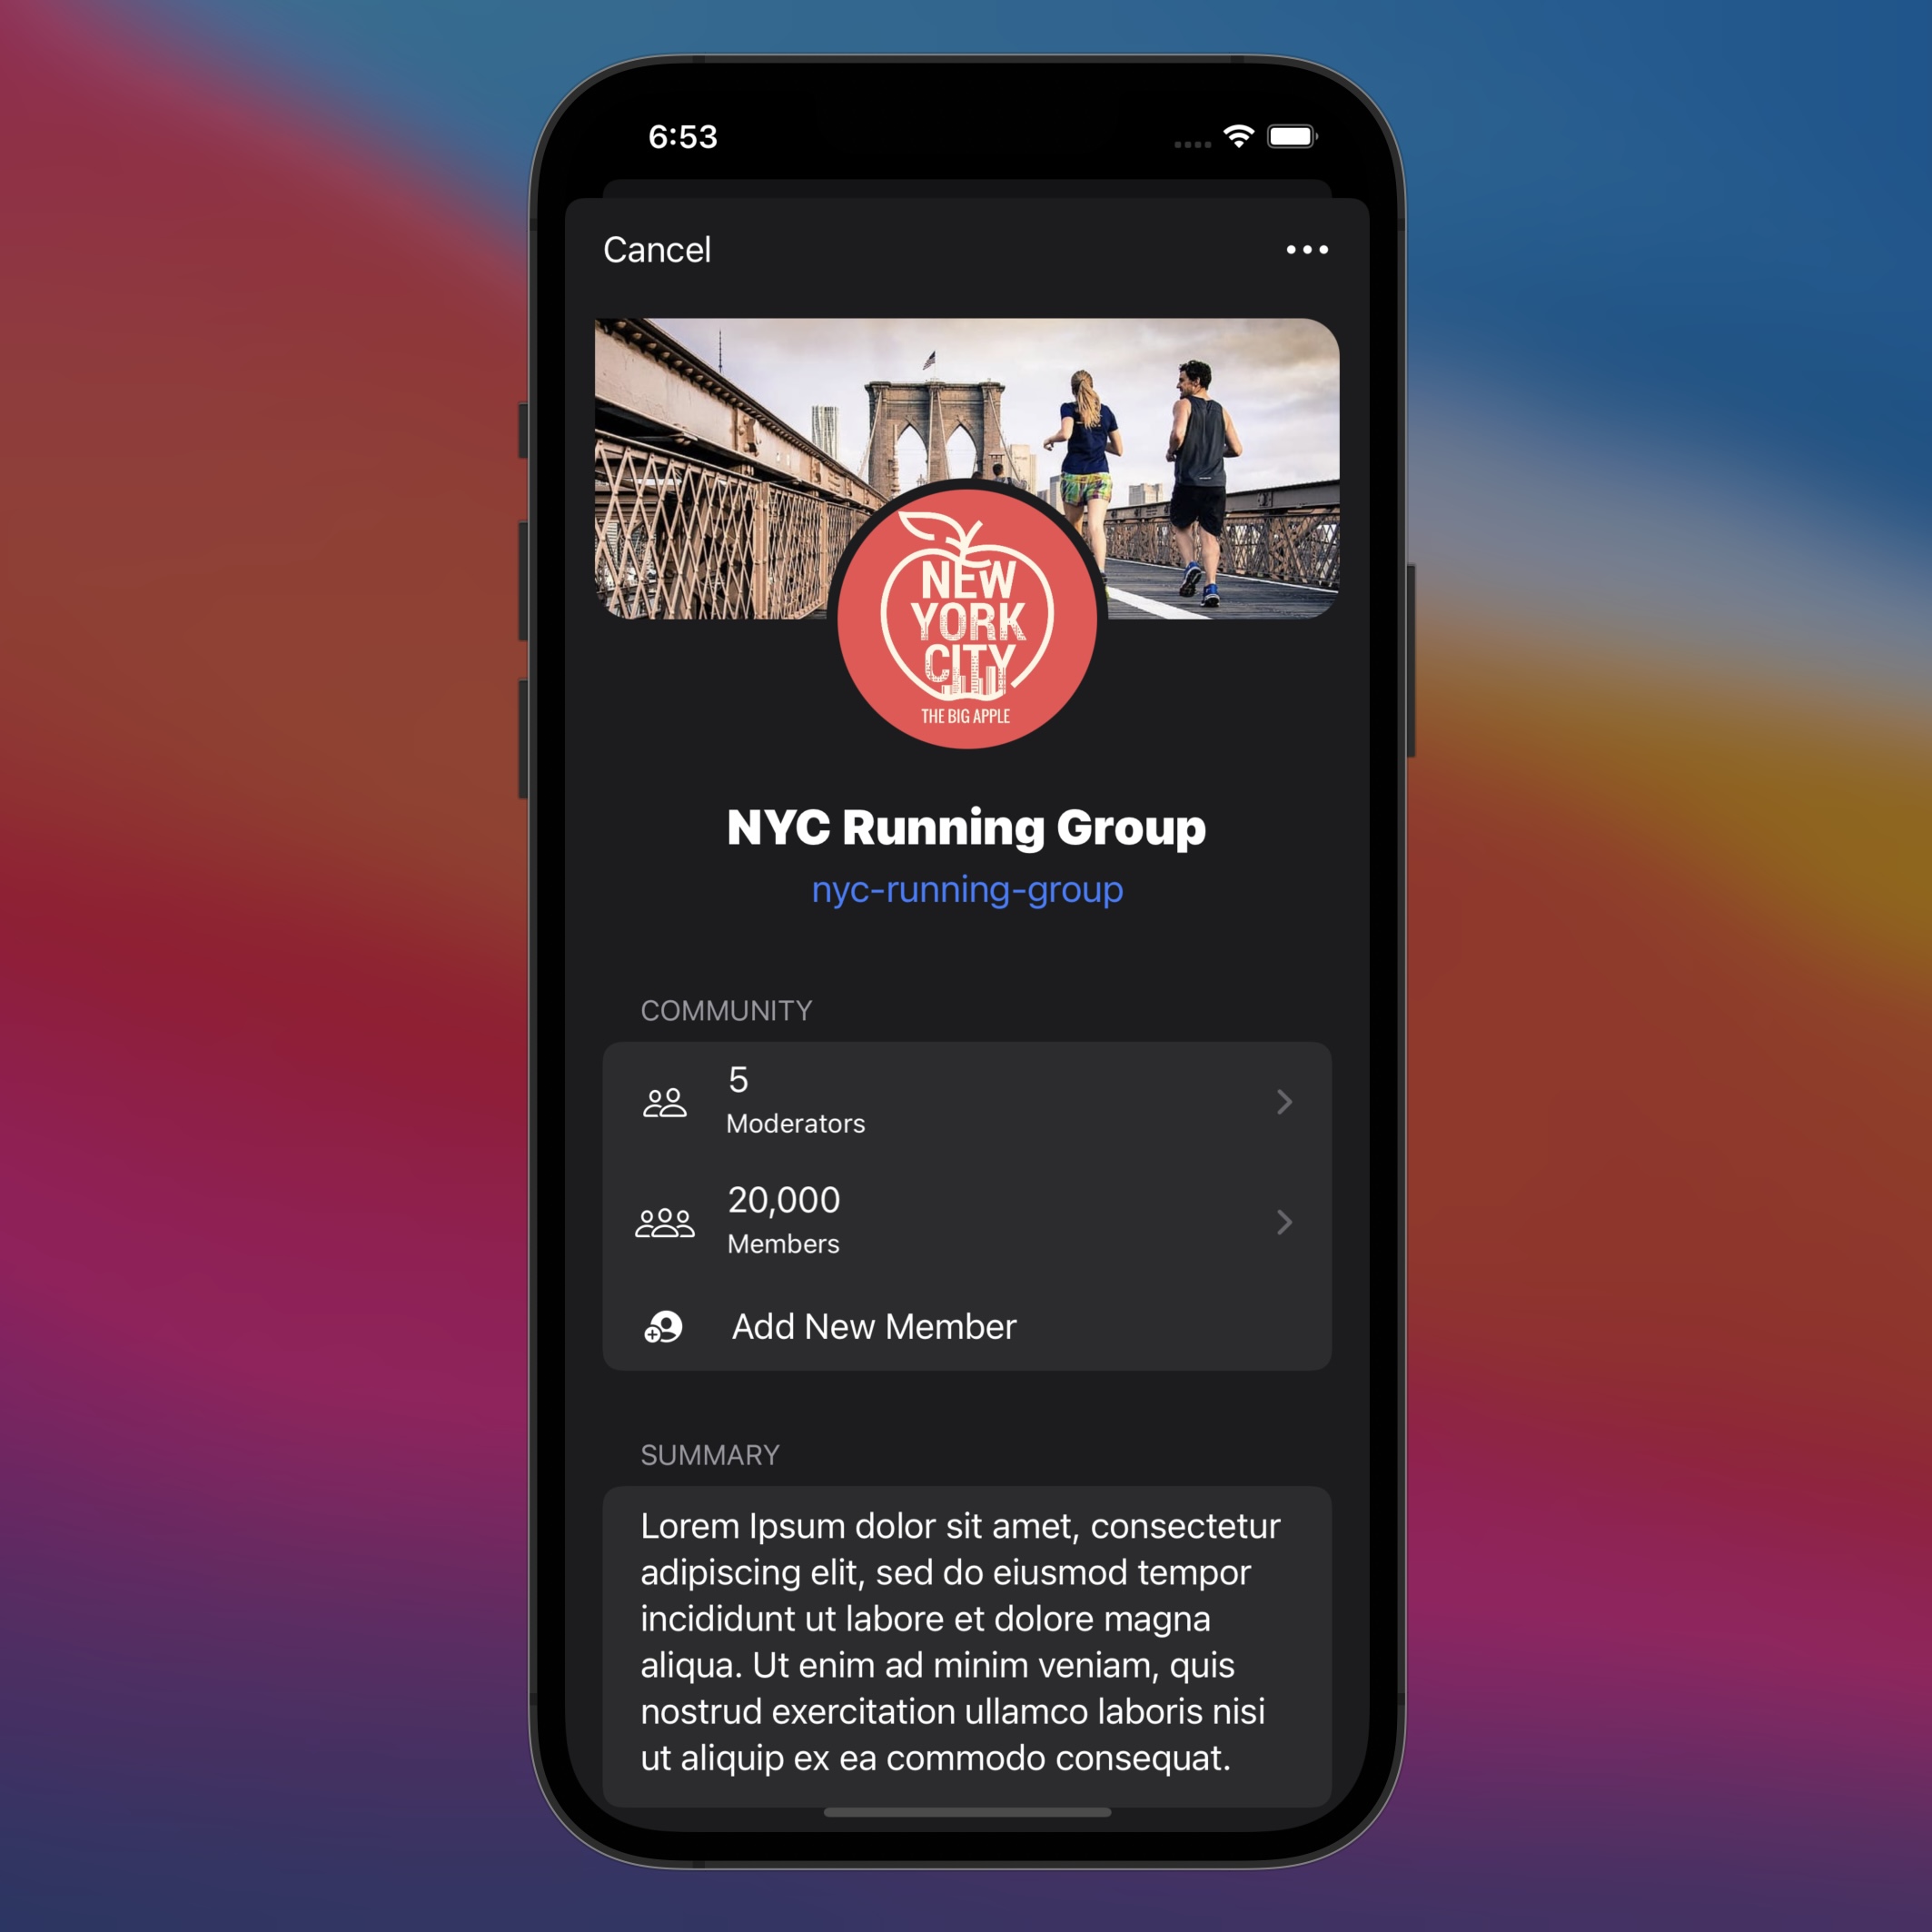 6:53
Cancel
NEW
YORK
CITY
THE BIG APPLE
NYC Running Group
nyc-running-group
COMMUNITY
5
Moderators
20,000
Members
Add New Member
SUMMARY
Lorem Ipsum dolor sit amet, consectetur
adipiscing elit, sed do eiusmod tempor
incididunt ut labore et dolore magna
aliqua. Ut enim ad minim veniam, quis
nostrud exercitation ullamco laboris nisi
ut aliquip ex ea commodo consequat.